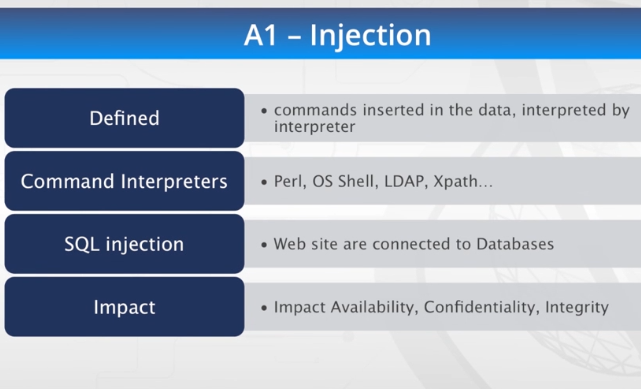 A1 – Injection
Defined
• commands inserted in the data, interpreted by
interpreter
Command Interpreters
• Perl, OS Shell, LDAP, Xpath...
SQL injection
• Web site are connected to Databases
Impact
• Impact Availability, Confidentiality, Integrity